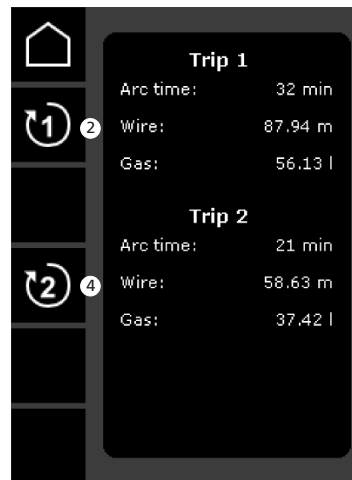 Trip 1
Arc time: 32 min
1 2 Wire: 87.94 m
Gas: 56.13 l
Trip 2
Arc time: 21 min
2 4 Wire: 58.63 m
Gas: 37.42 l